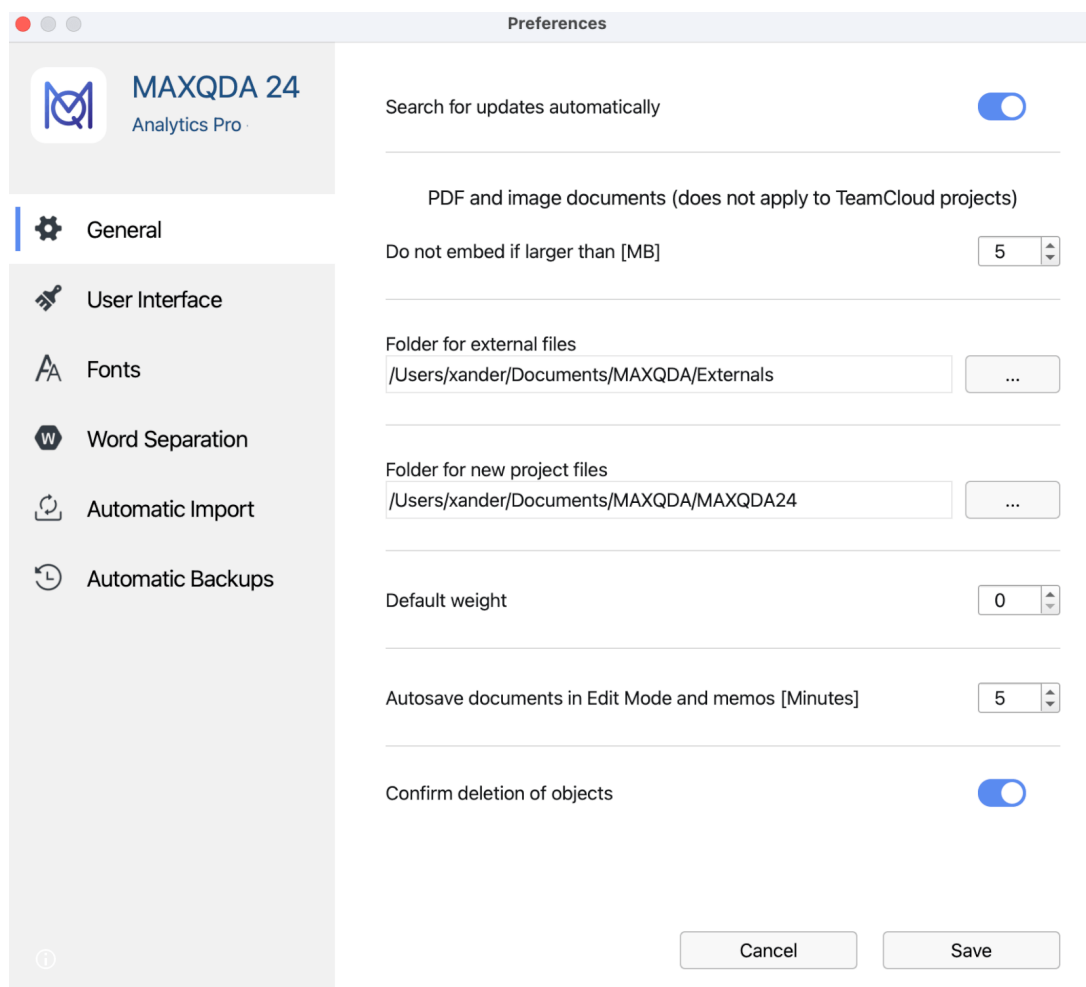 Preferences
MAXQDA 24
Analytics Pro
General
User Interface
Fonts
Word Separation
Automatic Import
Automatic Backups
Search for updates automatically
PDF and image documents (does not apply to TeamCloud projects)
Do not embed if larger than [MB] 5
Folder for external files
/Users/xander/Documents/MAXQDA/Externals ...
Folder for new project files
/Users/xander/Documents/MAXQDA/MAXQDA24 ...
Default weight 0
Autosave documents in Edit Mode and memos [Minutes] 5
Confirm deletion of objects
Cancel Save